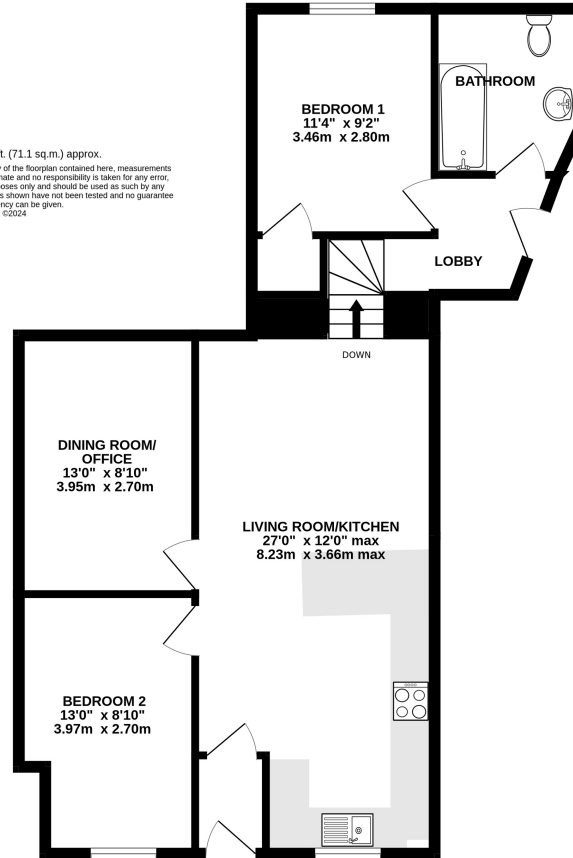 BEDROOM 1
11'4" x 9'2"
3.46m x 2.80m
BATHROOM
t. (71.1 sq.m.) approx.
of the floorplan contained here, measurements
and no responsibility is taken for any error,
only and should be used as such by any
shown have not been tested and no guarantee
can be given.
©2024
LOBBY
DOWN
DINING ROOM/
OFFICE
13'0" x 8'10"
3.95m x 2.70m
LIVING ROOM/KITCHEN
27'0" x 12'0" max
8.23m x 3.66m max
BEDROOM 2
13'0" x 8'10"
3.97m x 2.70m